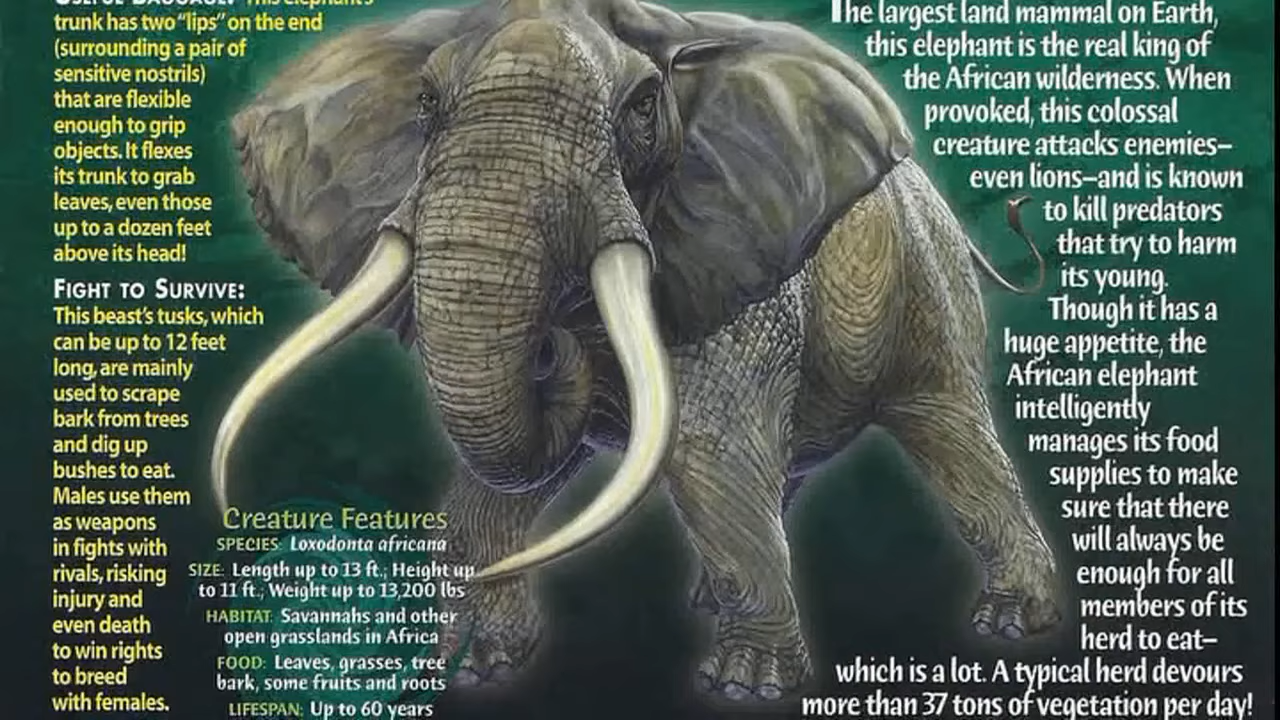 USEFUL BAGGAGE: This elephant's
trunk has two "lips" on the end
(surrounding a pair of
sensitive nostrils)
that are flexible
enough to grip
objects. It flexes
its trunk to grab
leaves, even those
up to a dozen feet
above its head!
FIGHT TO SURVIVE:
This beast's tusks, which
can be up to 12 feet
long, are mainly
used to scrape
bark from trees
and dig up
bushes to eat.
Males use them
as weapons
in fights with
rivals, risking
injury and
even death
to win rights
to breed
with females.
Creature Features
SPECIES: Loxodonta africana
SIZE: Length up to 13 ft.; Height up
to 11 ft.; Weight up to 13,200 lbs
HABITAT: Savannahs and other
open grasslands in Africa
FOOD: Leaves, grasses, tree
bark, some fruits and roots
LIFESPAN: Up to 60 years
The largest land mammal on Earth,
this elephant is the real king of
the African wilderness. When
provoked, this colossal
creature attacks enemies–
even lions–and is known
to kill predators
that try to harm
its young.
Though it has a
huge appetite, the
African elephant
intelligently
manages its food
supplies to make
sure that there
will always be
enough for all
members of its
herd to eat–
which is a lot. A typical herd devours
more than 37 tons of vegetation per day!